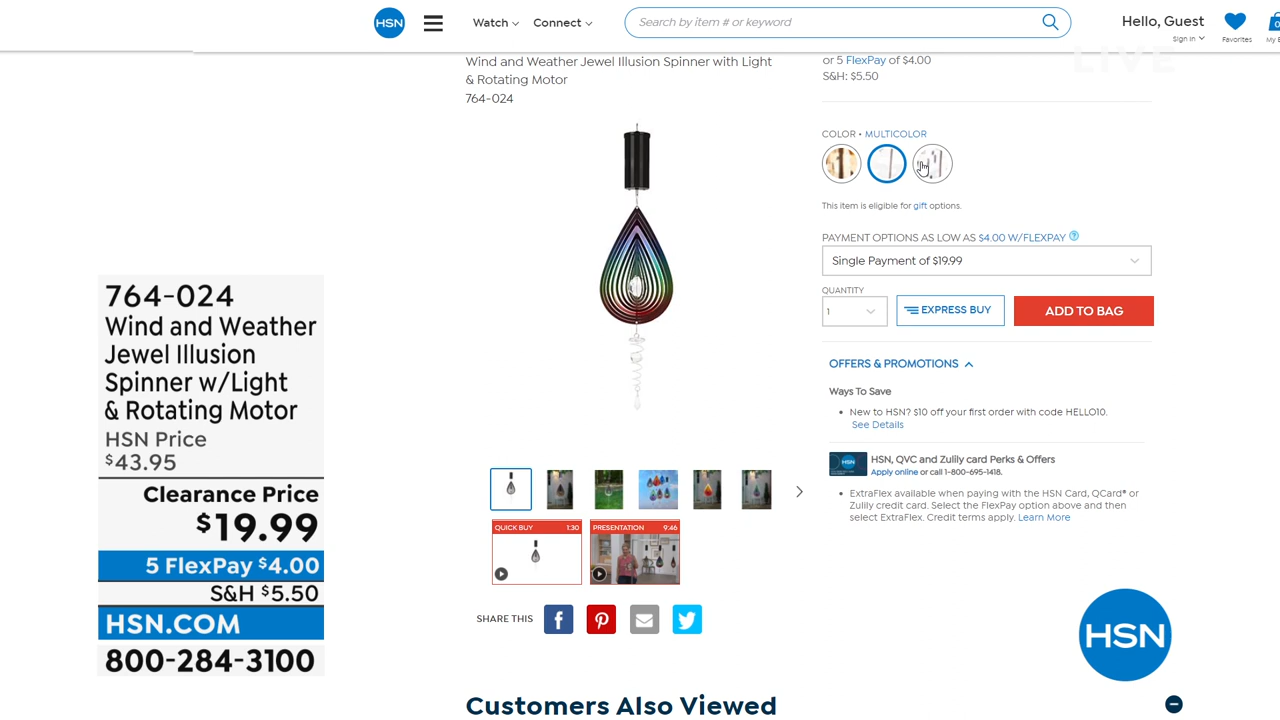 HSN
Watch
Connect
Search by item # or keyword
Hello, Guest
Sign In
Favorites
0
LIVE
Wind and Weather Jewel Illusion Spinner with Light
& Rotating Motor
764-024
or 5 FlexPay of $4.00
S&H: $5.50
COLOR • MULTICOLOR
This item is eligible for gift options.
PAYMENT OPTIONS AS LOW AS $4.00 W/FLEXPAY ?
Single Payment of $19.99
QUANTITY
1
EXPRESS BUY
ADD TO BAG
OFFERS & PROMOTIONS
Ways To Save
• New to HSN? $10 off your first order with code HELLO10.
See Details
HSN
HSN, QVC and Zulily card Perks & Offers
Apply online or call 1-800-695-1418.
• ExtraFlex available when paying with the HSN Card, QCard® or
Zulily credit card. Select the FlexPay option above and then
select ExtraFlex. Credit terms apply. Learn More
764-024
Wind and Weather
Jewel Illusion
Spinner w/Light
& Rotating Motor
HSN Price
$43.95
Clearance Price
$19.99
5 FlexPay $4.00
S&H $5.50
HSN.COM
800-284-3100
QUICK BUY 1:30
PRESENTATION 9:46
SHARE THIS
HSN
Customers Also Viewed